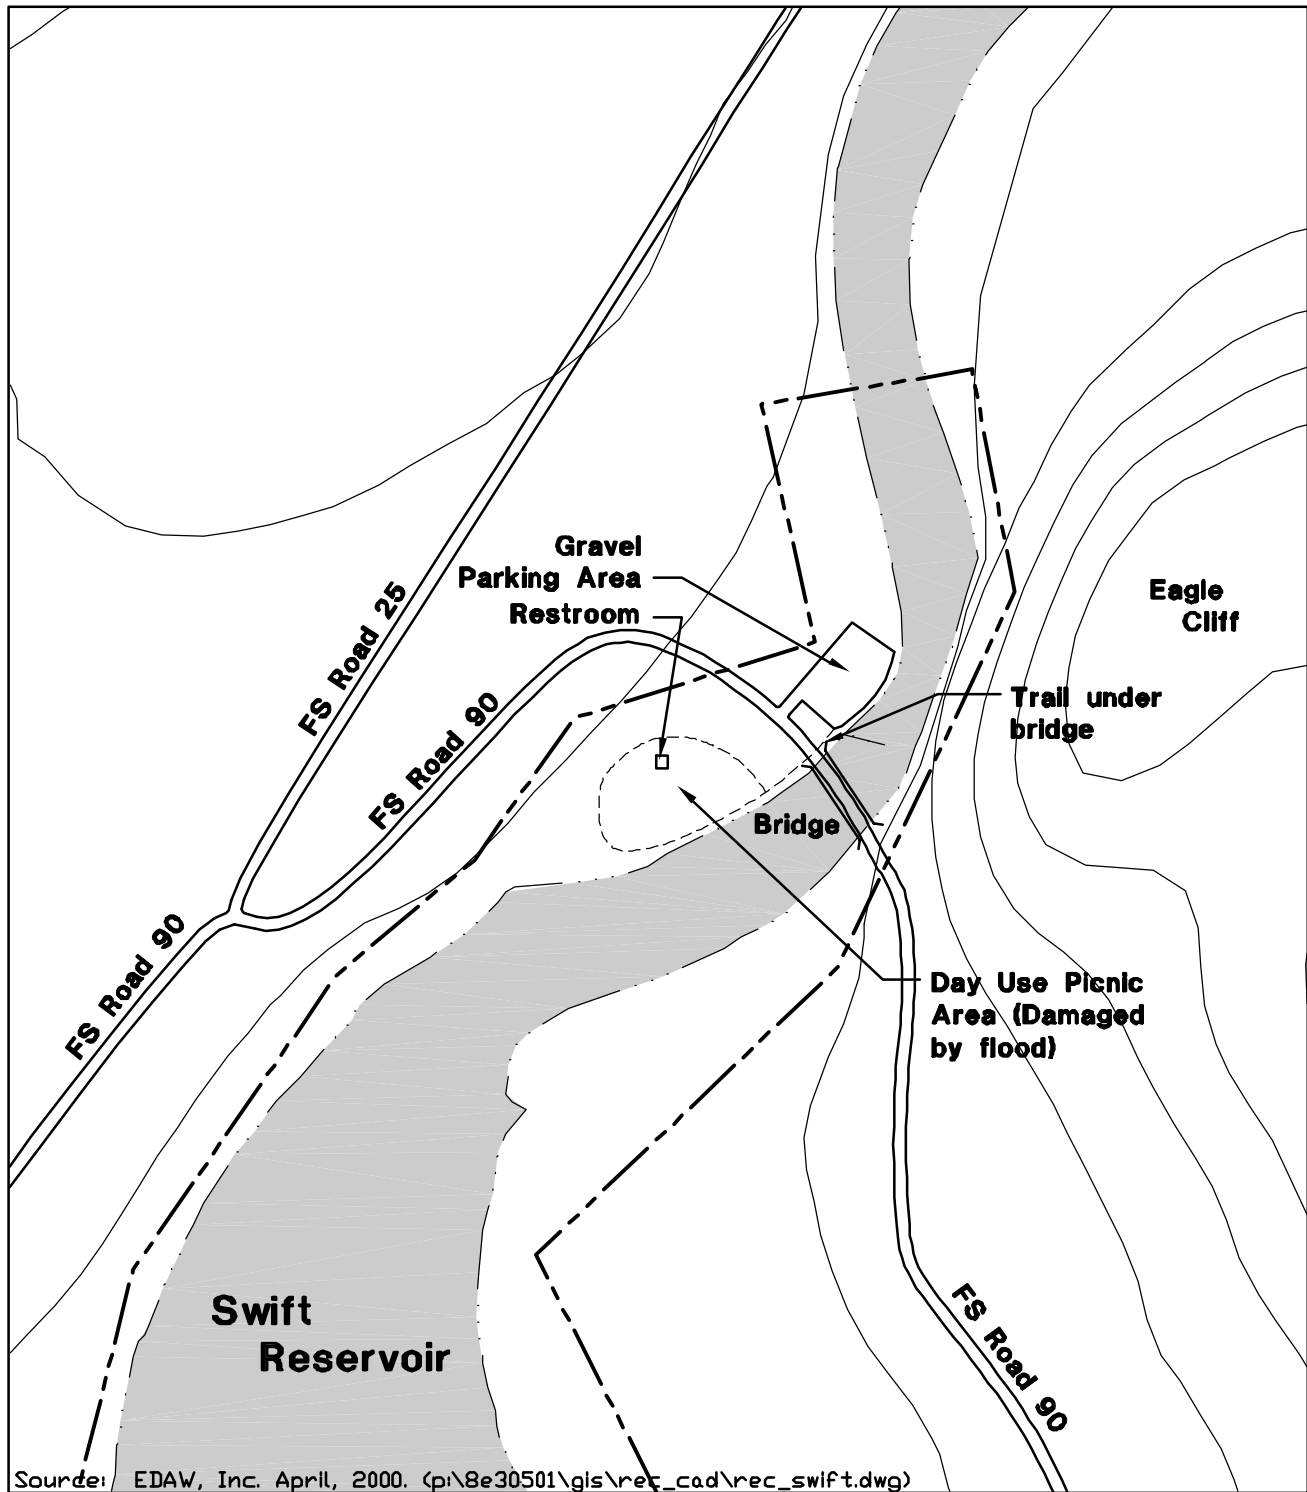 Gravel
Parking Area
Restroom
Eagle
Cliff
FS Road 25
FS Road 90
Trail under
bridge
Bridge
FS Road 90
Day Use Picnic
Area (Damaged
by flood)
Swift
Reservoir
FS Road 90
Source: EDAW, Inc. April, 2000. (p:\8e30501\gis\rec_cad\rec_swift.dwg)